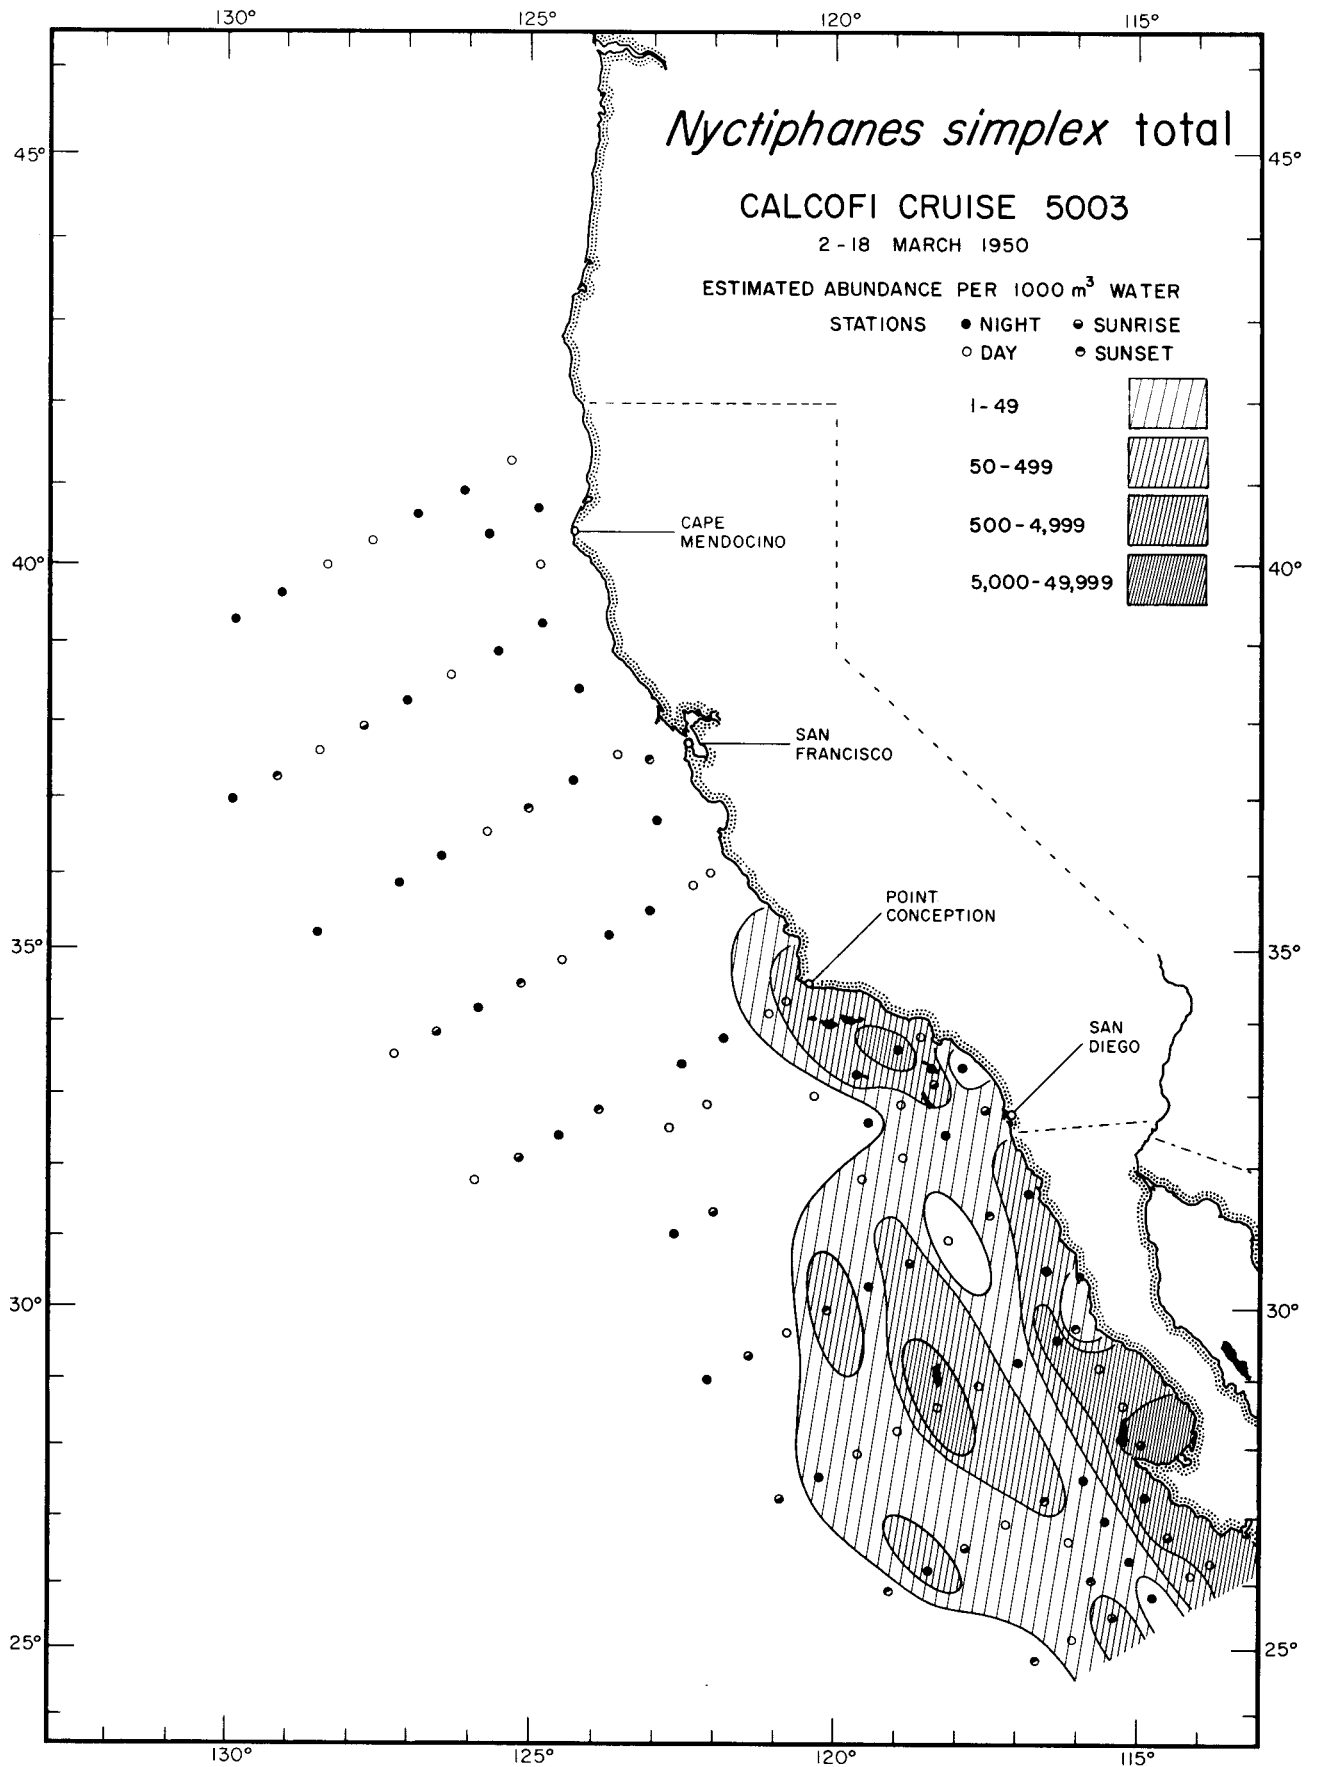 130° 125° 120° 115°
Nyctiphanes simplex total
45° 45°
CALCOFI CRUISE 5003
2-18 MARCH 1950
ESTIMATED ABUNDANCE PER 1000 m³ WATER
STATIONS NIGHT SUNRISE
DAY SUNSET
1-49
50-499
500-4,999
5,000-49,999
CAPE
MENDOCINO
40° 40°
SAN
FRANCISCO
POINT
CONCEPTION
35° 35°
SAN
DIEGO
30° 30°
25° 25°
130° 125° 120° 115°